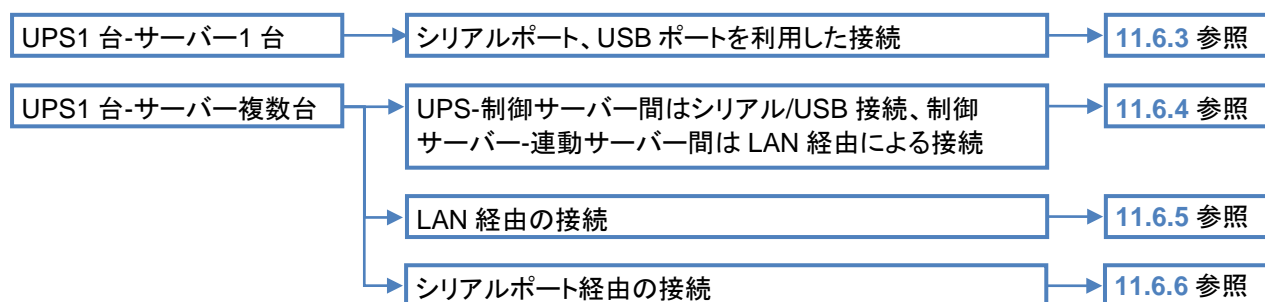 UPS1 台-サーバー1 台
シリアルポート、USB ポートを利用した接続
11.6.3 参照
UPS1 台-サーバー複数台
UPS-制御サーバー間はシリアル/USB 接続、制御
サーバー-連動サーバー間は LAN 経由による接続
11.6.4 参照
LAN 経由の接続
11.6.5 参照
シリアルポート経由の接続
11.6.6 参照